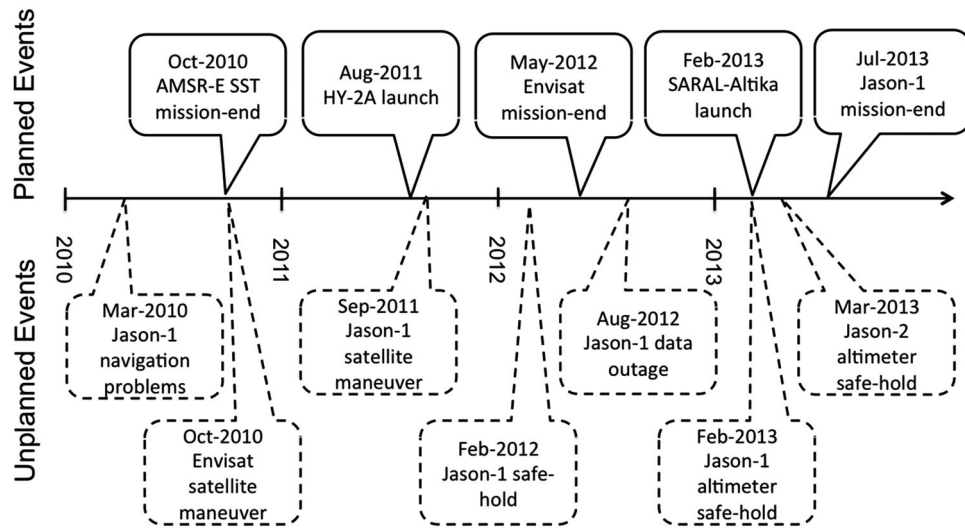 Planned Events
Oct-2010
AMSR-E SST
mission-end
Aug-2011
HY-2A launch
May-2012
Envisat
mission-end
Feb-2013
SARAL-Altika
launch
Jul-2013
Jason-1
mission-end
2010
2011
2012
2013
Unplanned Events
Mar-2010
Jason-1
navigation
problems
Oct-2010
Envisat
satellite
maneuver
Sep-2011
Jason-1
satellite
maneuver
Feb-2012
Jason-1 safe-
hold
Aug-2012
Jason-1 data
outage
Feb-2013
Jason-1
altimeter
safe-hold
Mar-2013
Jason-2
altimeter
safe-hold